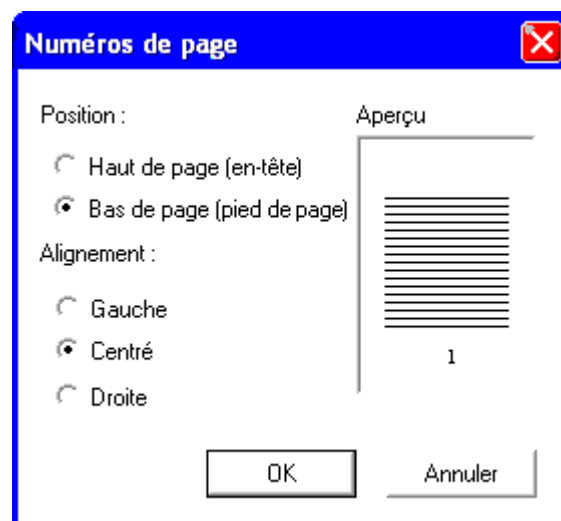 Numéros de page
Position :
Aperçu
Haut de page (en-tête)
Bas de page (pied de page)
Alignement :
Gauche
Centré
1
Droite
OK
Annuler